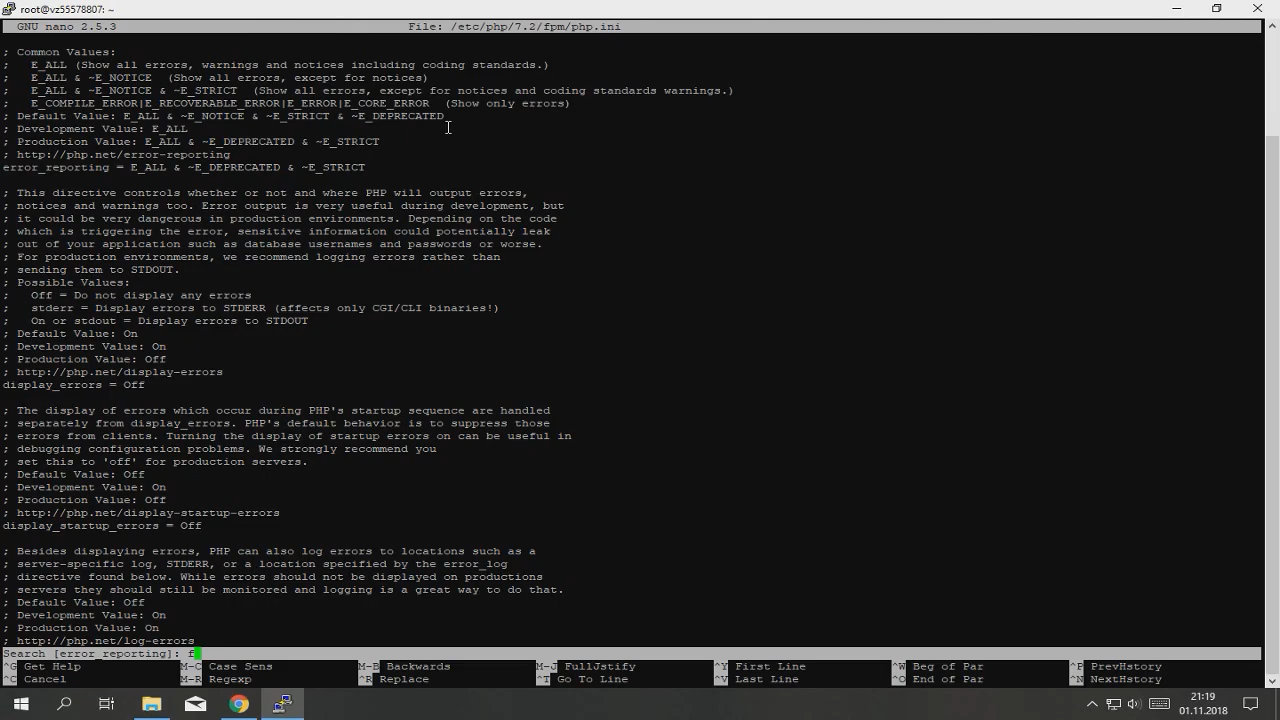 root@vz55578807: ~
GNU nano 2.5.3 File: /etc/php/7.2/fpm/php.ini
; Common Values:
;   E_ALL (Show all errors, warnings and notices including coding standards.)
;   E_ALL & ~E_NOTICE  (Show all errors, except for notices)
;   E_ALL & ~E_NOTICE & ~E_STRICT  (Show all errors, except for notices and coding standards warnings.)
;   E_COMPILE_ERROR|E_RECOVERABLE_ERROR|E_ERROR|E_CORE_ERROR  (Show only errors)
; Default Value: E_ALL & ~E_NOTICE & ~E_STRICT & ~E_DEPRECATED
; Development Value: E_ALL
; Production Value: E_ALL & ~E_DEPRECATED & ~E_STRICT
; http://php.net/error-reporting
error_reporting = E_ALL & ~E_DEPRECATED & ~E_STRICT
; This directive controls whether or not and where PHP will output errors,
; notices and warnings too. Error output is very useful during development, but
; it could be very dangerous in production environments. Depending on the code
; which is triggering the error, sensitive information could potentially leak
; out of your application such as database usernames and passwords or worse.
; For production environments, we recommend logging errors rather than
; sending them to STDOUT.
; Possible Values:
;   Off = Do not display any errors
;   stderr = Display errors to STDERR (affects only CGI/CLI binaries!)
;   On or stdout = Display errors to STDOUT
; Default Value: On
; Development Value: On
; Production Value: Off
; http://php.net/display-errors
display_errors = Off
; The display of errors which occur during PHP's startup sequence are handled
; separately from display_errors. PHP's default behavior is to suppress those
; errors from clients. Turning the display of startup errors on can be useful in
; debugging configuration problems. We strongly recommend you
; set this to 'off' for production servers.
; Default Value: Off
; Development Value: On
; Production Value: Off
; http://php.net/display-startup-errors
display_startup_errors = Off
; Besides displaying errors, PHP can also log errors to locations such as a
; server-specific log, STDERR, or a location specified by the error_log
; directive found below. While errors should not be displayed on productions
; servers they should still be monitored and logging is a great way to do that.
; Default Value: Off
; Development Value: On
; Production Value: On
; http://php.net/log-errors
Search [error_reporting]: f
^G Get Help M-C Case Sens M-B Backwards M-J FullJstify ^Y First Line ^W Beg of Par ^P PrevHstory
^C Cancel M-R Regexp ^R Replace ^T Go To Line ^V Last Line ^O End of Par ^N NextHstory
21:19
01.11.2018